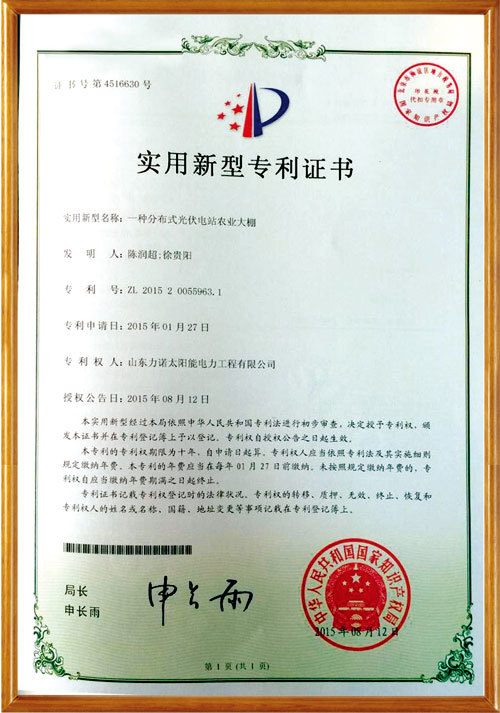 证书号第4516630号
印花税
代扣专用章
实用新型专利证书
实用新型名称：一种分布式光伏电站农业大棚
发明人：陈润超;徐贵阳
专利号：ZL 2015 2 0055963.1
专利申请日：2015年01月27日
专利权人：山东力诺太阳能电力工程有限公司
授权公告日：2015年08月12日
本实用新型经过本局依照中华人民共和国专利法进行初步审查，决定授予专利权，颁
发本证书并在专利登记簿上予以登记。专利权自授权公告之日起生效。
本专利的专利权期限为十年，自申请日起算。专利权人应当依照专利法及其实施细则
规定缴纳年费。本专利的年费应当在每年01月27日前缴纳。未按照规定缴纳年费的，专
利权自应当缴纳年费期满之日起终止。
专利证书记载专利权登记时的法律状况。专利权的转移、质押、无效、终止、恢复和
专利权人的姓名或名称、国籍、地址变更等事项记载在专利登记簿上。
局长
申长雨
申长雨
中华人民共和国国家知识产权局
2015年08月12日
第1页(共1页)